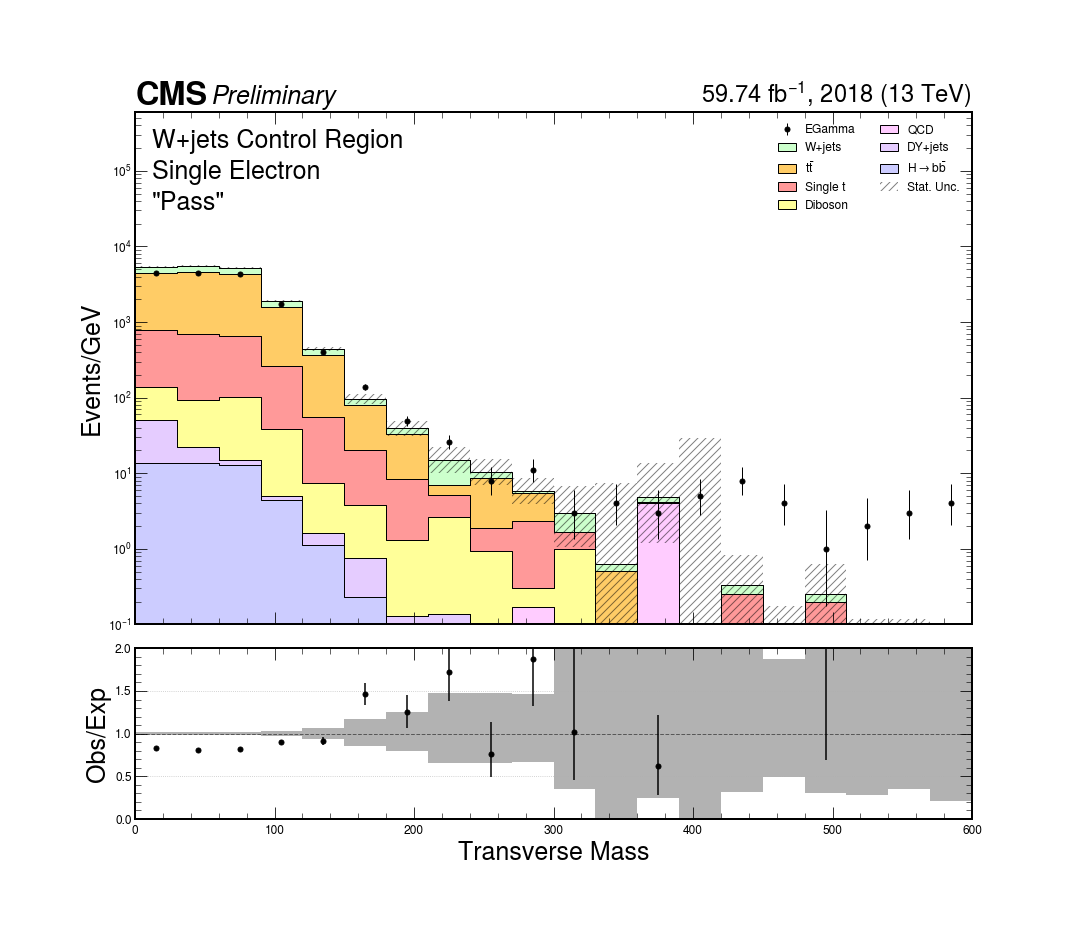 CMS Preliminary 59.74 fb⁻¹, 2018 (13 TeV)
W+jets Control Region
Single Electron
"Pass"
EGamma
W+jets
tt̄
Single t
Diboson
QCD
DY+jets
H→bb̄
Stat. Unc.
Events/GeV
10⁵
10⁴
10³
10²
10¹
10⁰
10⁻¹
Obs/Exp
2.0
1.5
1.0
0.5
0.0
0 100 200 300 400 500 600
Transverse Mass